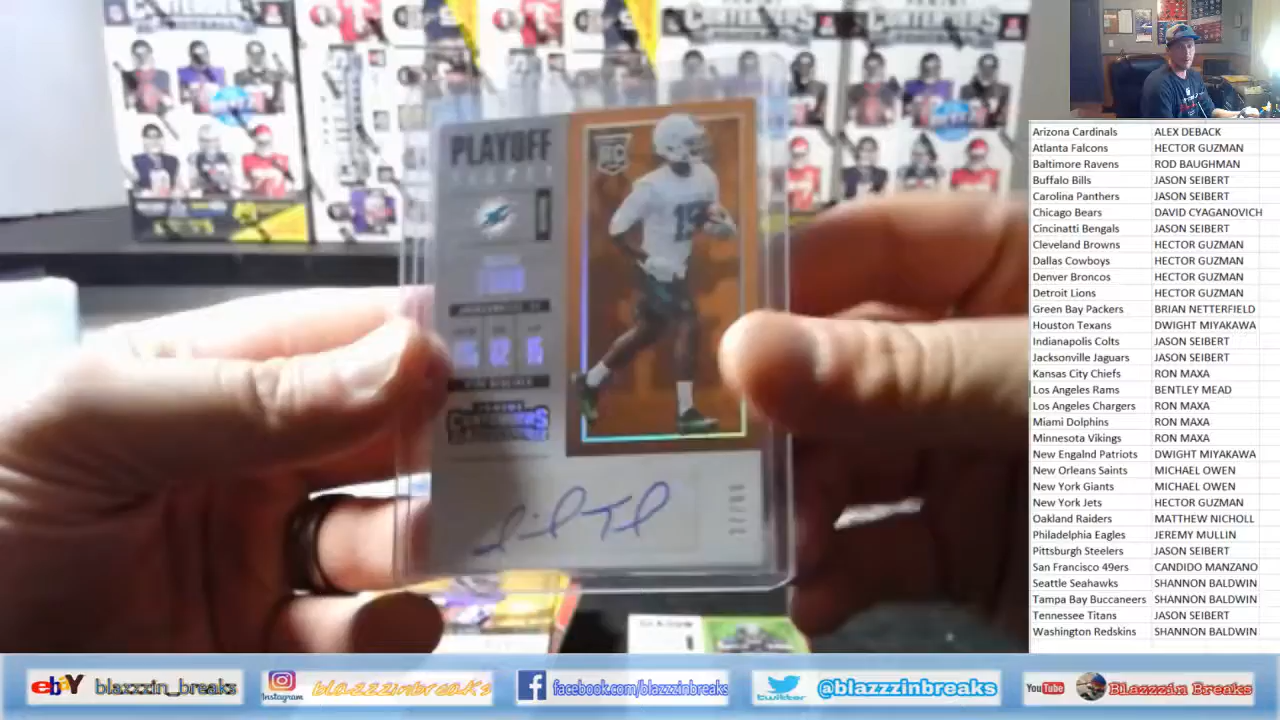 PLAYOFF
RC
PANINI
CONTENDERS
Arizona Cardinals ALEX DEBACK
Atlanta Falcons HECTOR GUZMAN
Baltimore Ravens ROD BAUGHMAN
Buffalo Bills JASON SEIBERT
Carolina Panthers JASON SEIBERT
Chicago Bears DAVID CYAGANOVICH
Cincinatti Bengals JASON SEIBERT
Cleveland Browns HECTOR GUZMAN
Dallas Cowboys HECTOR GUZMAN
Denver Broncos HECTOR GUZMAN
Detroit Lions HECTOR GUZMAN
Green Bay Packers BRIAN NETTERFIELD
Houston Texans DWIGHT MIYAKAWA
Indianapolis Colts JASON SEIBERT
Jacksonville Jaguars JASON SEIBERT
Kansas City Chiefs RON MAXA
Los Angeles Rams BENTLEY MEAD
Los Angeles Chargers RON MAXA
Miami Dolphins RON MAXA
Minnesota Vikings RON MAXA
New Engalnd Patriots DWIGHT MIYAKAWA
New Orleans Saints MICHAEL OWEN
New York Giants MICHAEL OWEN
New York Jets HECTOR GUZMAN
Oakland Raiders MATTHEW NICHOLL
Philadelphia Eagles JEREMY MULLIN
Pittsburgh Steelers JASON SEIBERT
San Francisco 49ers CANDIDO MANZANO
Seattle Seahawks SHANNON BALDWIN
Tampa Bay Buccaneers SHANNON BALDWIN
Tennessee Titans JASON SEIBERT
Washington Redskins SHANNON BALDWIN
ebay blazzzin_breaks
Instagram blazzzinbreaks
facebook.com/blazzzinbreaks
twitter @blazzzinbreaks
YouTube Blazzzin Breaks